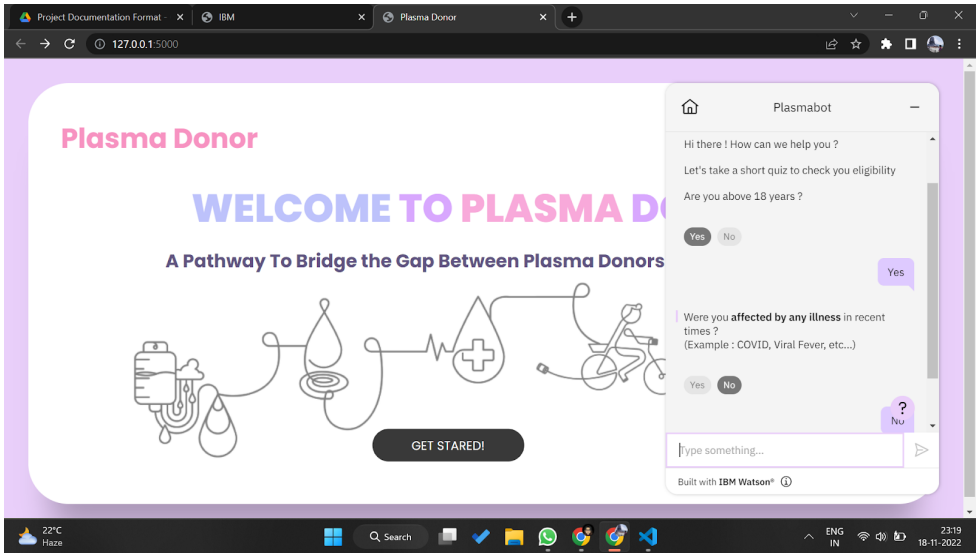 Project Documentation Format -
IBM
Plasma Donor
127.0.0.1:5000
Plasma Donor
WELCOME TO PLASMA
A Pathway To Bridge the Gap Between Plasma Donors
GET STARED!
Plasmabot
Hi there ! How can we help you ?
Let's take a short quiz to check you eligibility
Are you above 18 years ?
Yes No
Yes
Were you affected by any illness in recent
times ?
(Example : COVID, Viral Fever, etc...)
Yes No
?
No
Type something...
Built with IBM Watson®
22°C
Haze
Search
ENG
IN
23:19
18-11-2022